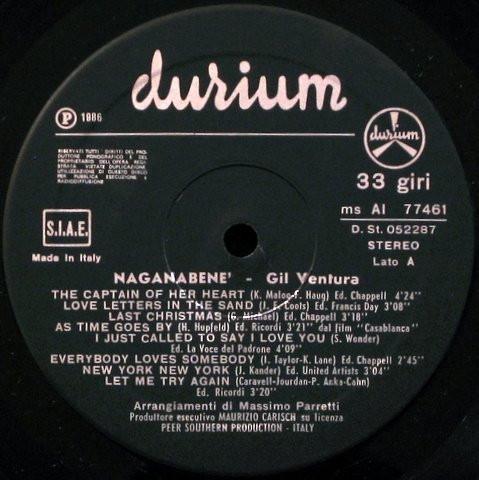 durium
P 1986
RISERVATI TUTTI I DIRITTI DEL PRO-
DUTTORE FONOGRAFICO E DEL
PROPRIETARIO DELL'OPERA REGI-
STRATA. VIETATE DUPLICAZIONE,
UTILIZZAZIONE DI QUESTO DISCO
PER PUBBLICA ESECUZIONE E
RADIODIFFUSIONE
durium
33 giri
ms AI 77461
D. St. 052287
STEREO
Lato A
S.I.A.E.
Made in Italy
NAGANABENE' - Gil Ventura
THE CAPTAIN OF HER HEART (K. Maloo-F. Haug) Ed. Chappell 4'24"
LOVE LETTERS IN THE SAND (J. F. Coots) Ed. Francis Day 3'08"
LAST CHRISTMAS (G. Michael) Ed. Chappell 3'18"
AS TIME GOES BY (H. Hupfeld) Ed. Ricordi 3'21" dal film "Casablanca"
I JUST CALLED TO SAY I LOVE YOU (S. Wonder)
Ed. La Voce del Padrone 4'09"
EVERYBODY LOVES SOMEBODY (I. Taylor-K. Lane) Ed. Chappell 2'45"
NEW YORK NEW YORK (J. Kander) Ed. United Artists 3'04"
LET ME TRY AGAIN (Caravell-Jourdan-P. Anka-Cahn)
Ed. Ricordi 3'20"
Arrangiamenti di Massimo Parretti
Produttore esecutivo MAURIZIO CARISCH su licenza
PEER SOUTHERN PRODUCTION - ITALY